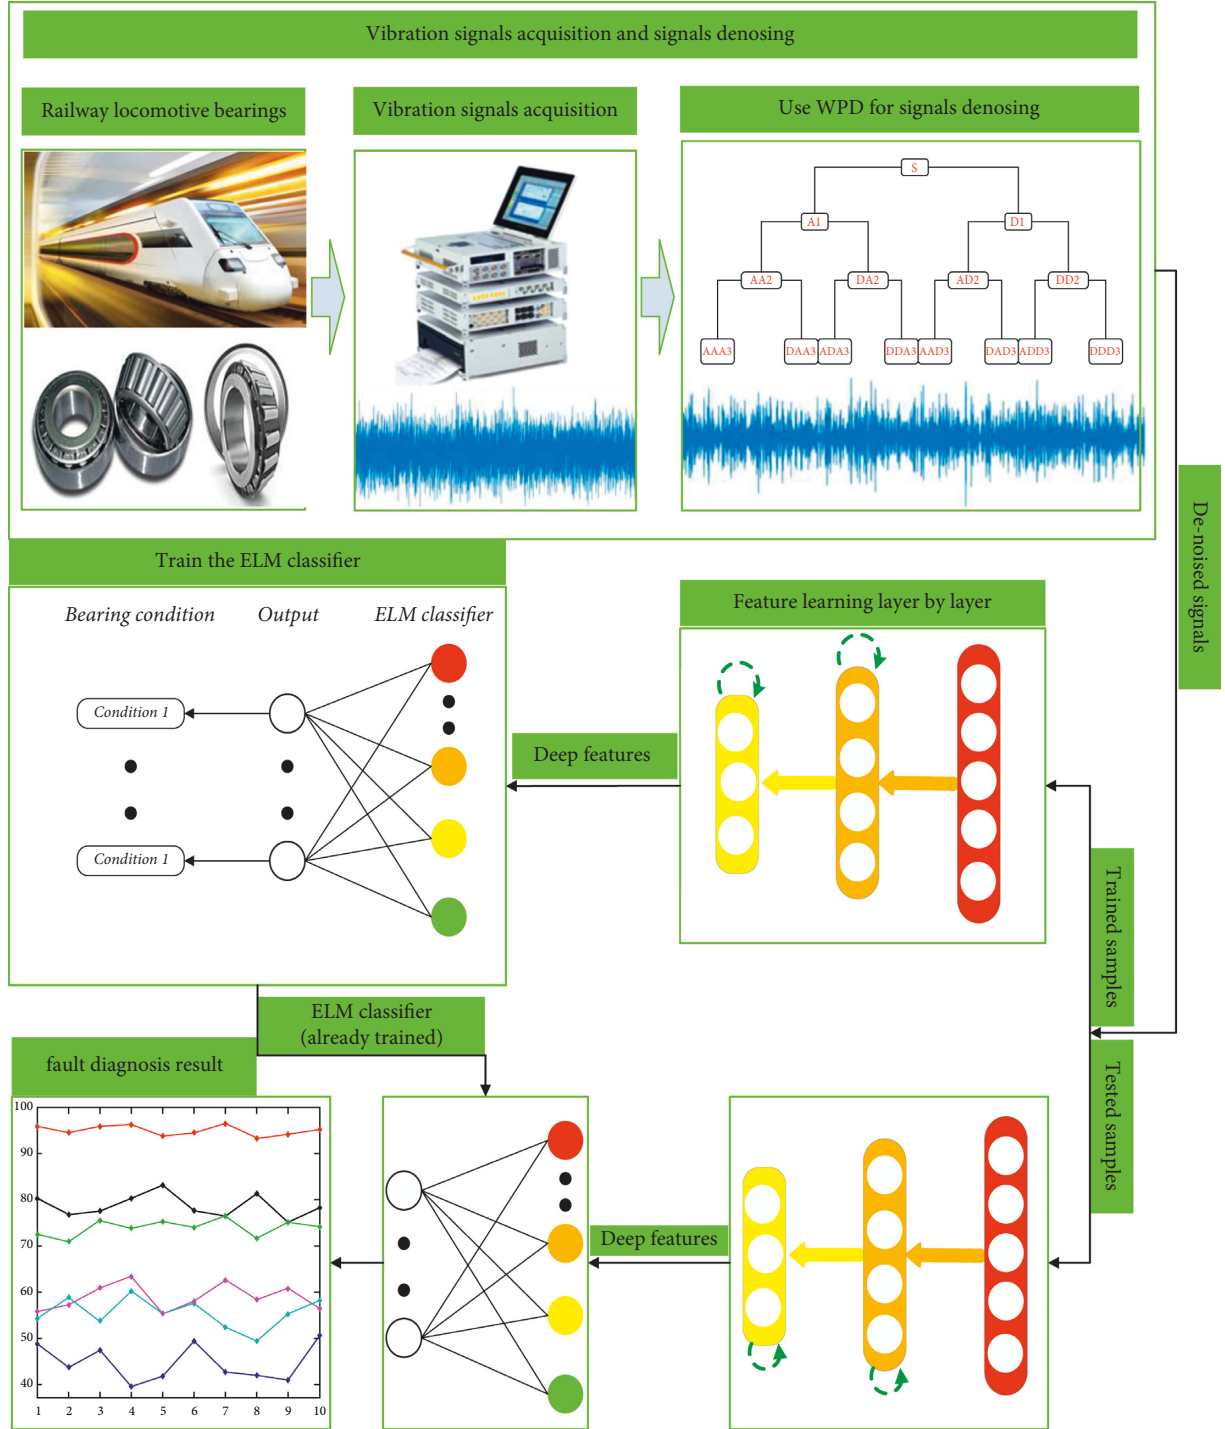 Vibration signals acquisition and signals denosing
Railway locomotive bearings
Vibration signals acquisition
Use WPD for signals denosing
S
A1
D1
AA2
DA2
AD2
DD2
AAA3
DAA3
ADA3
DDA3
AAD3
DAD3
ADD3
DDD3
De-noised signals
Train the ELM classifier
Bearing condition
Output
ELM classifier
Condition 1
Condition 1
Deep features
Feature learning layer by layer
Trained samples
Tested samples
ELM classifier
(already trained)
fault diagnosis result
100
90
80
70
60
50
40
1 2 3 4 5 6 7 8 9 10
Deep features